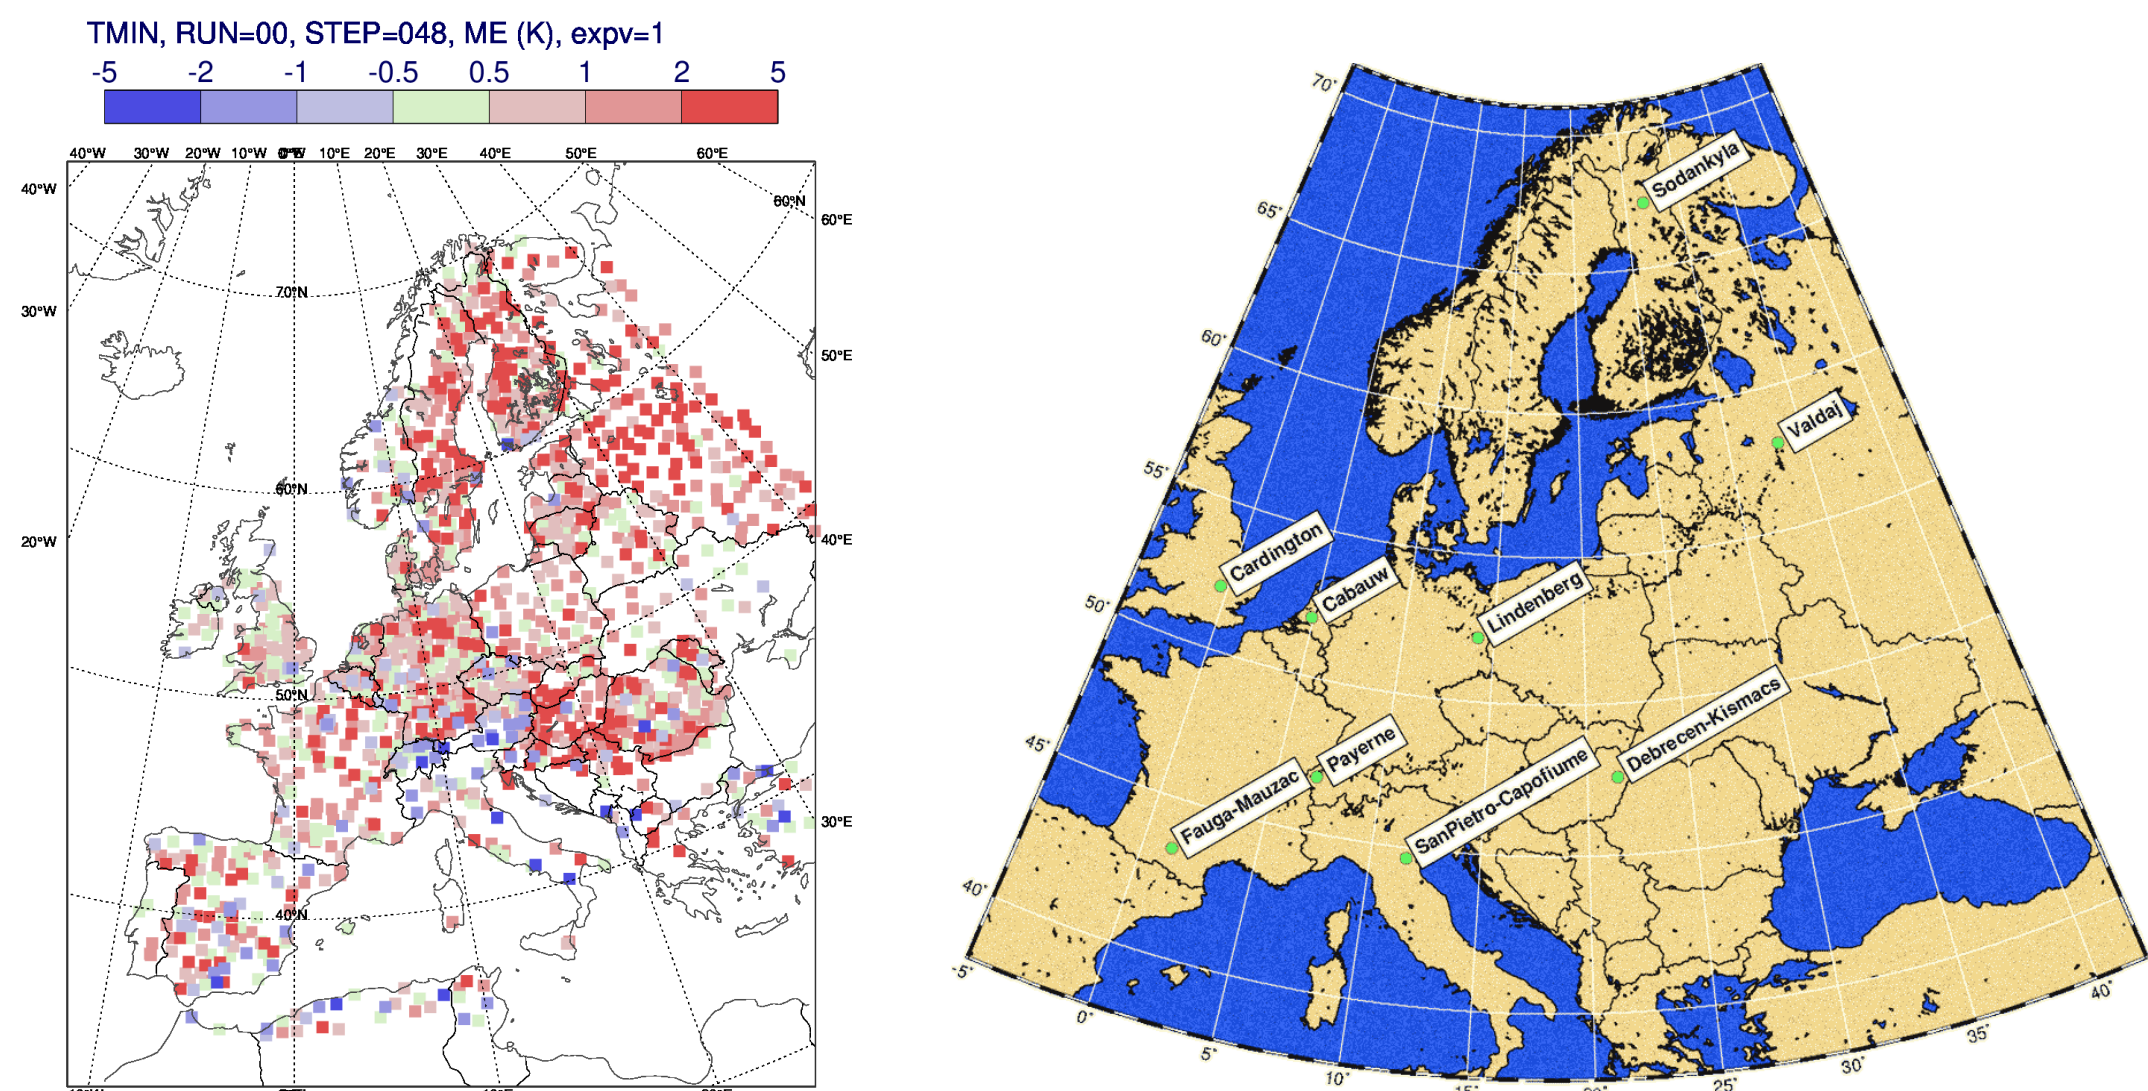 TMIN, RUN=00, STEP=048, ME (K), expv=1
-5 -2 -1 -0.5 0.5 1 2 5
40°W 30°W 20°W 10°W 10°E 20°E 30°E 40°E 50°E 60°E
40°W
60°N
60°E
70°N
30°W
50°E
60°N
20°W
40°E
50°N
30°E
40°N
70°
65°
60°
55°
50°
45°
40°
-5°
0°
5°
10°
25°
30°
35°
40°
Sodankyla
Valdaj
Cardington
Cabauw
Lindenberg
Debrecen-Kismacs
Payerne
SanPietro-Capofiume
Fauga-Mauzac